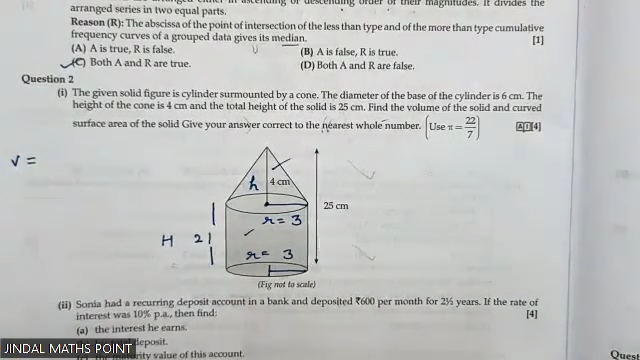 arranged series in two equal parts.
Reason (R): The abscissa of the point of intersection of the less than type and of the more than type cumulative
frequency curves of a grouped data gives its median. [1]
(A) A is true, R is false. (B) A is false, R is true.
(C) Both A and R are true. (D) Both A and R are false.
Question 2
(i) The given solid figure is cylinder surmounted by a cone. The diameter of the base of the cylinder is 6 cm. The
height of the cone is 4 cm and the total height of the solid is 25 cm. Find the volume of the solid and curved
surface area of the solid Give your answer correct to the nearest whole number. (Use π = 22/7) [4]
V =
h 4 cm
25 cm
r = 3
H 21
r = 3
(Fig not to scale)
(ii) Sonia had a recurring deposit account in a bank and deposited ₹600 per month for 2½ years. If the rate of
interest was 10% p.a., then find: [4]
(a) the interest he earns.
deposit.
value of this account.
JINDAL MATHS POINT
Quest